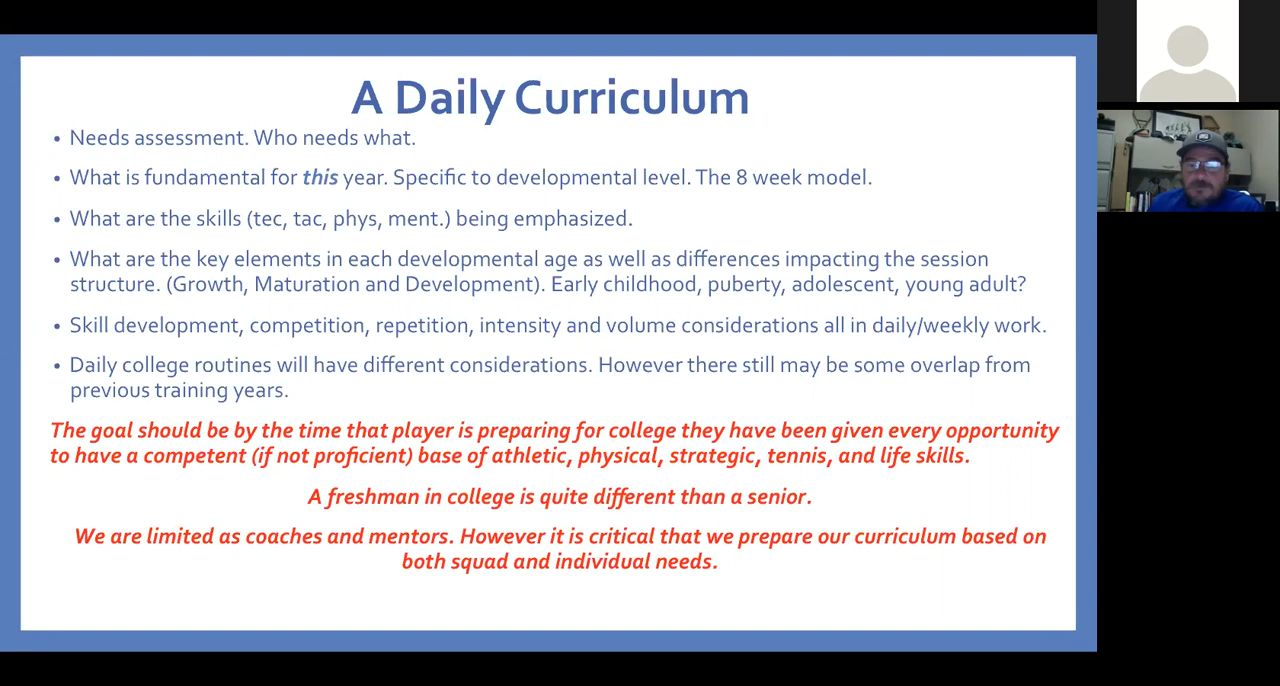 A Daily Curriculum
• Needs assessment. Who needs what.
• What is fundamental for this year. Specific to developmental level. The 8 week model.
• What are the skills (tec, tac, phys, ment.) being emphasized.
• What are the key elements in each developmental age as well as differences impacting the session
structure. (Growth, Maturation and Development). Early childhood, puberty, adolescent, young adult?
• Skill development, competition, repetition, intensity and volume considerations all in daily/weekly work.
• Daily college routines will have different considerations. However there still may be some overlap from
previous training years.
The goal should be by the time that player is preparing for college they have been given every opportunity
to have a competent (if not proficient) base of athletic, physical, strategic, tennis, and life skills.
A freshman in college is quite different than a senior.
We are limited as coaches and mentors. However it is critical that we prepare our curriculum based on
both squad and individual needs.